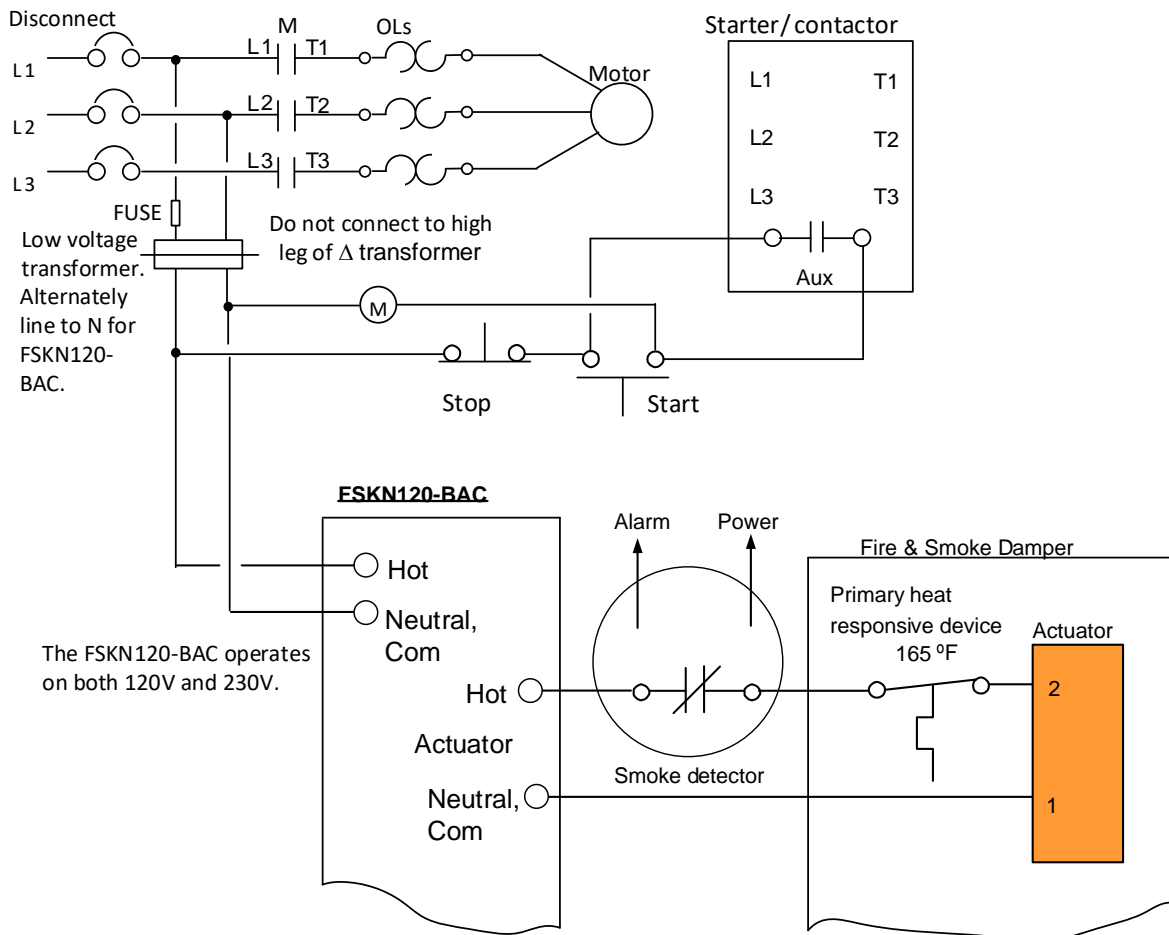 Disconnect
M
OLs
Starter/contactor
L1
L1
T1
Motor
L2
L2
T2
L3
L3
T3
L1
T1
L2
T2
L3
T3
Aux
FUSE
Low voltage
transformer.
Alternately
line to N for
FSKN120-
BAC.
Do not connect to high
leg of Δ transformer
M
Stop
Start
FSKN120-BAC
Hot
Neutral,
Com
The FSKN120-BAC operates
on both 120V and 230V.
Hot
Actuator
Neutral,
Com
Alarm
Power
Smoke detector
Fire & Smoke Damper
Primary heat
responsive device
165 ºF
Actuator
2
1